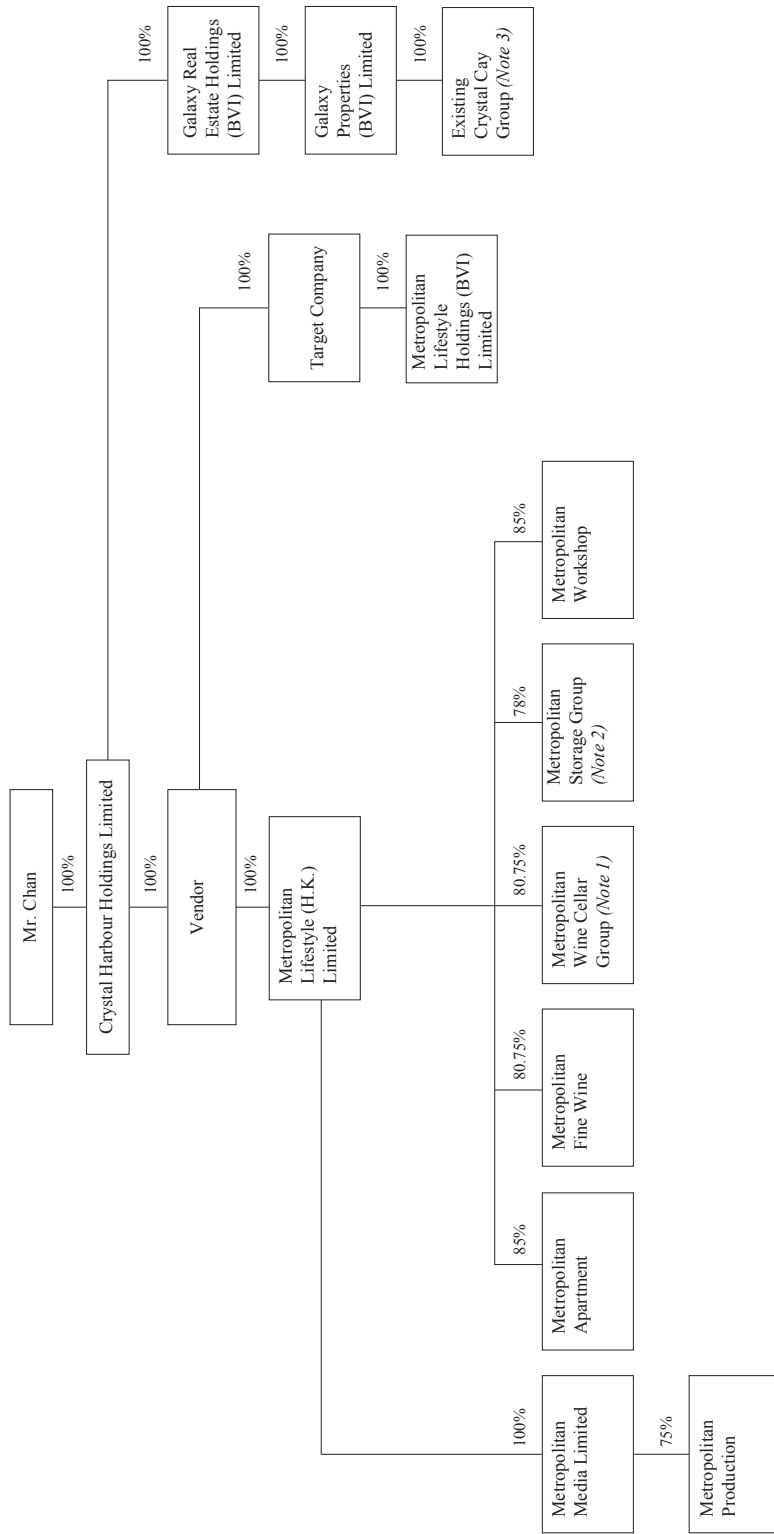 Mr. Chan
100%
Crystal Harbour Holdings Limited
100%
100%
Vendor
Galaxy Real
Estate Holdings
(BVI) Limited
100%
100%
100%
Metropolitan
Lifestyle (H.K.)
Limited
Target Company
Galaxy
Properties
(BVI) Limited
100%
100%
Metropolitan
Lifestyle
Holdings (BVI)
Limited
Existing
Crystal Cay
Group (Note 3)
100%
85%
80.75%
80.75%
78%
85%
Metropolitan
Media Limited
Metropolitan
Apartment
Metropolitan
Fine Wine
Metropolitan
Wine Cellar
Group (Note 1)
Metropolitan
Storage Group
(Note 2)
Metropolitan
Workshop
75%
Metropolitan
Production